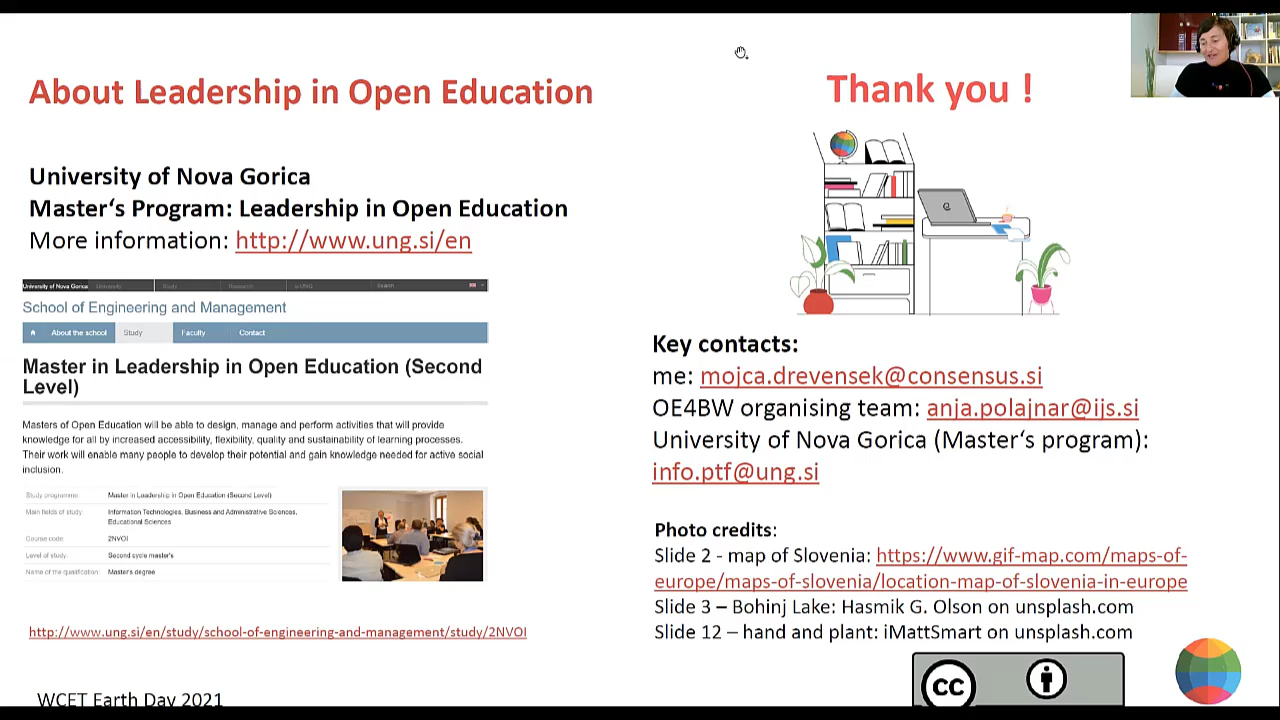 About Leadership in Open Education
University of Nova Gorica
Master‘s Program: Leadership in Open Education
More information: http://www.ung.si/en
University of Nova Gorica University Study Research e-UNG Search
School of Engineering and Management
About the school Study Faculty Contact
Master in Leadership in Open Education (Second
Level)
Masters of Open Education will be able to design, manage and perform activities that will provide
knowledge for all by increased accessibility, flexibility, quality and sustainability of learning processes.
Their work will enable many people to develop their potential and gain knowledge needed for active social
inclusion.
Study programme: Master in Leadership in Open Education (Second Level)
Main fields of study: Information Technologies, Business and Administrative Sciences,
Educational Sciences
Course code: 2NVOI
Level of study: Second cycle master's
Name of the qualification: Master's degree
http://www.ung.si/en/study/school-of-engineering-and-management/study/2NVOI
WCET Earth Day 2021
Thank you !
Key contacts:
me: mojca.drevensek@consensus.si
OE4BW organising team: anja.polajnar@ijs.si
University of Nova Gorica (Master‘s program):
info.ptf@ung.si
Photo credits:
Slide 2 - map of Slovenia: https://www.gif-map.com/maps-of-
europe/maps-of-slovenia/location-map-of-slovenia-in-europe
Slide 3 – Bohinj Lake: Hasmik G. Olson on unsplash.com
Slide 12 – hand and plant: iMattSmart on unsplash.com
cc